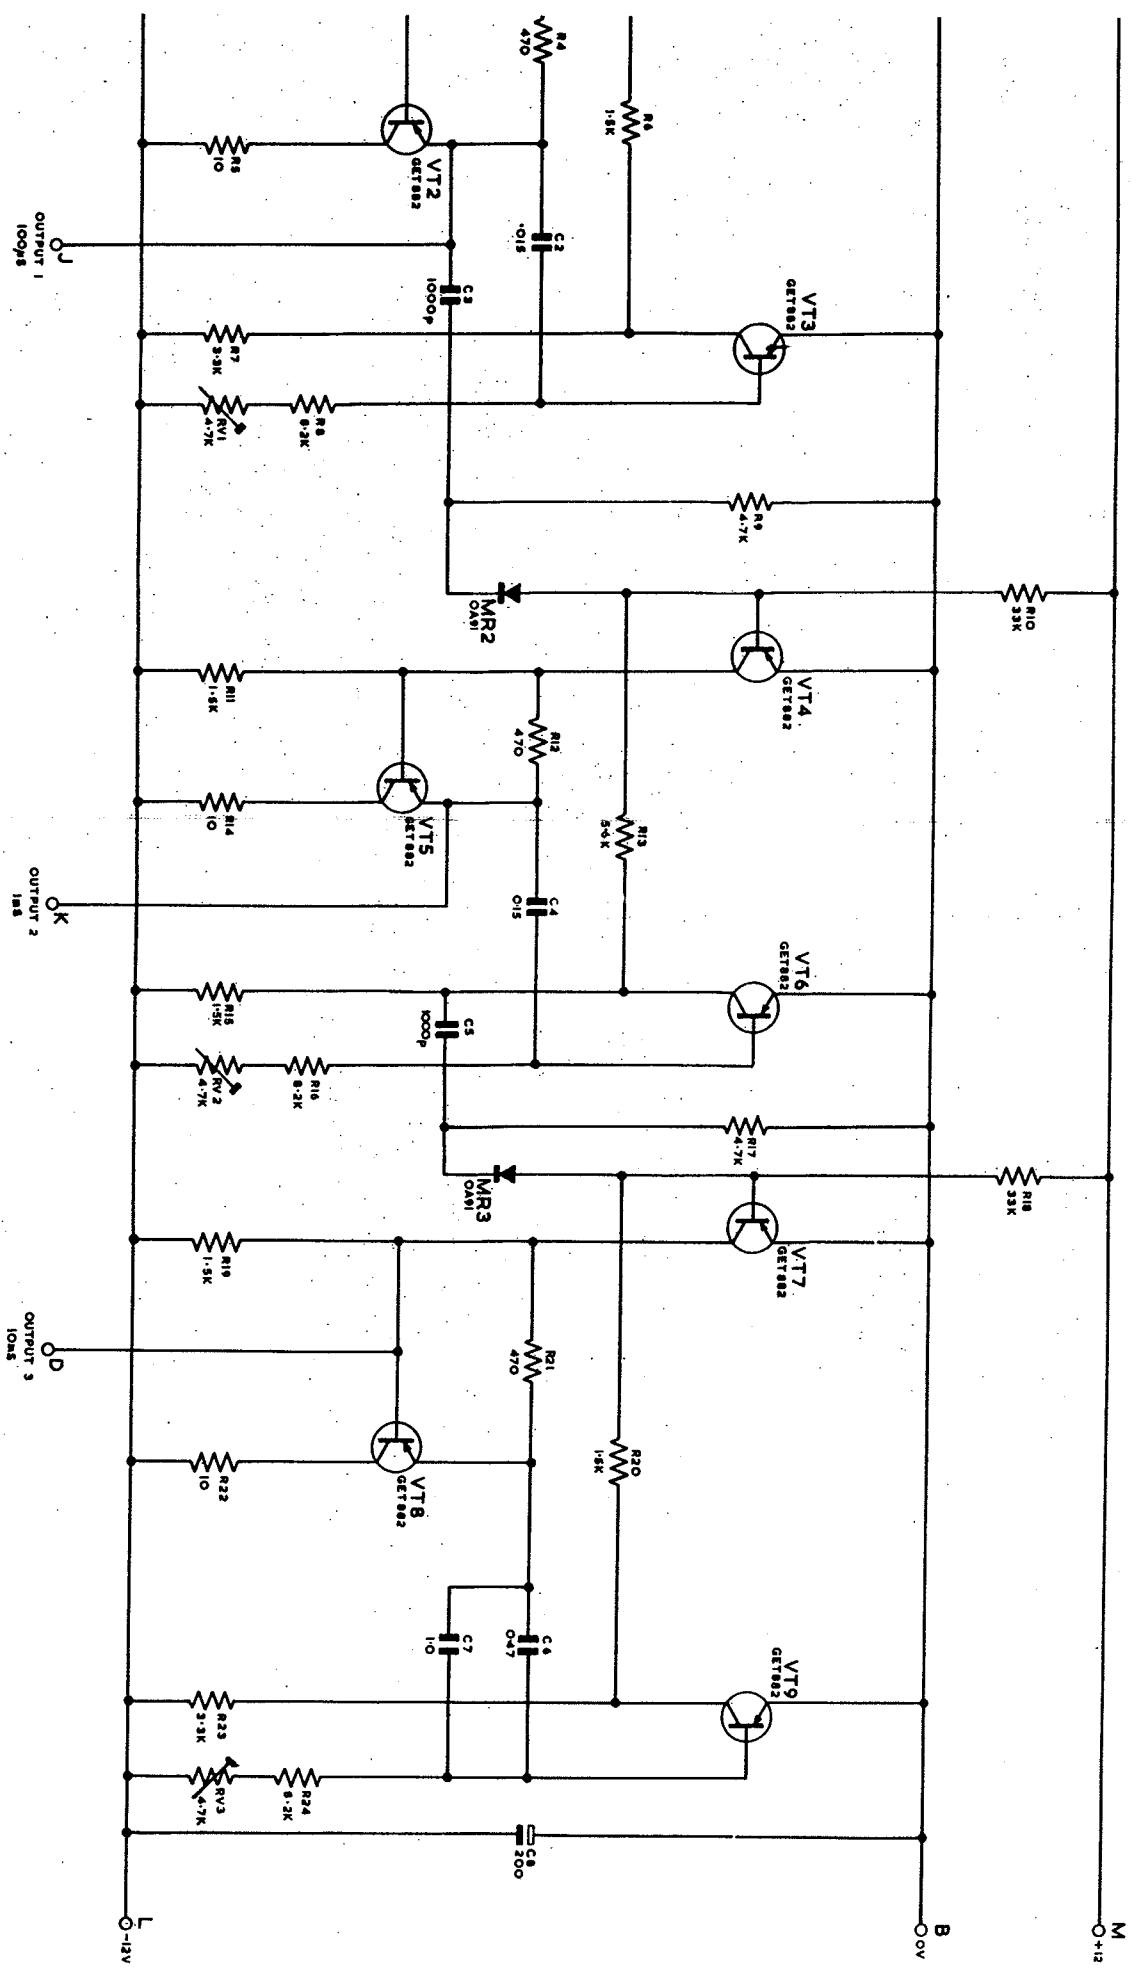 R4
470
R6
1·5K
R5
10
VT2
GET882
OUTPUT 1
100µS
J
C2
·015
C3
1000p
VT3
GET882
R7
3·3K
RV1
4·7K
R8
8·2K
R9
4·7K
MR2
OA91
R10
33K
VT4
GET882
R11
1·5K
R12
470
R13
5·6K
R14
10
VT5
GET882
OUTPUT 2
1mS
K
C4
0·15
VT6
GET882
R15
1·5K
C5
1000p
RV2
4·7K
R16
8·2K
R17
4·7K
MR3
OA91
R18
33K
VT7
GET882
R19
1·5K
OUTPUT 3
10mS
D
R21
470
R20
1·5K
R22
10
VT8
GET882
C7
1·0
C6
0·47
VT9
GET882
R23
3·3K
RV3
4·7K
R24
8·2K
C8
200
L
-12V
B
0V
M
+12